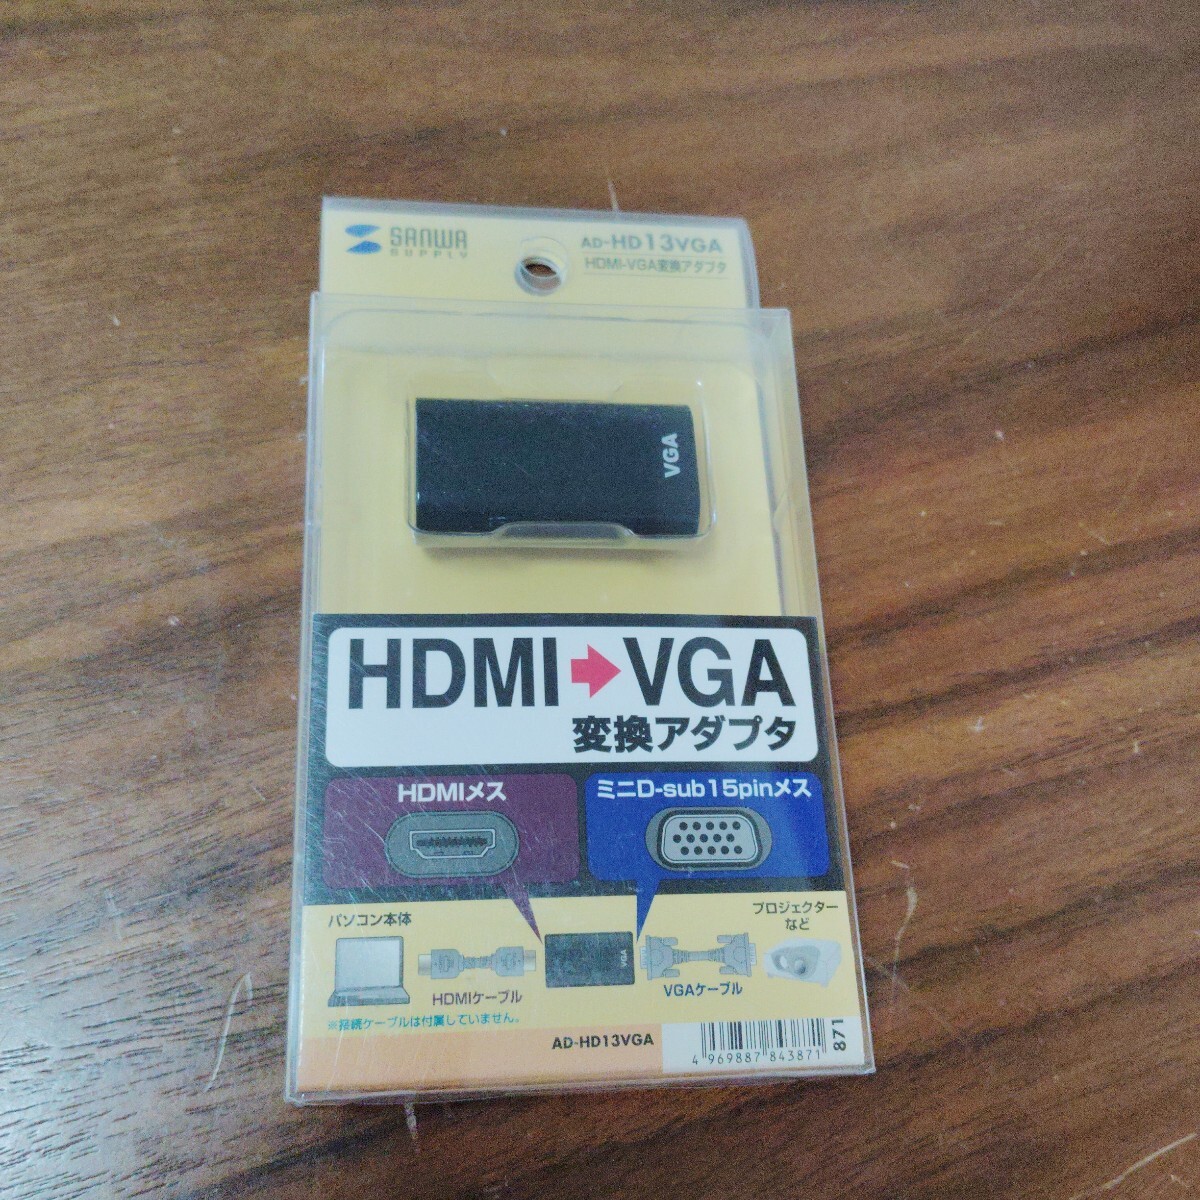 SANWA
SUPPLY
AD-HD13VGA
HDMI-VGA変換アダプタ
VGA
HDMI→VGA
変換アダプタ
HDMIメス
ミニD-sub15pinメス
パソコン本体
プロジェクター
など
VGA
HDMIケーブル
VGAケーブル
※接続ケーブルは付属していません。
AD-HD13VGA
4 969887 843871
871